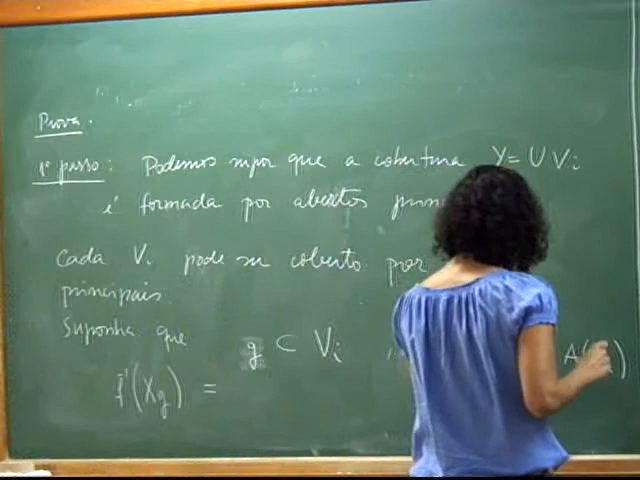 Prova.
1º passo: Podemos supor que a cobertura Y = U Vi
é formada por abertos
Cada Vi pode ser coberto por
principais.
Suponha que g ⊂ Vi
f⁻¹(Xg) =